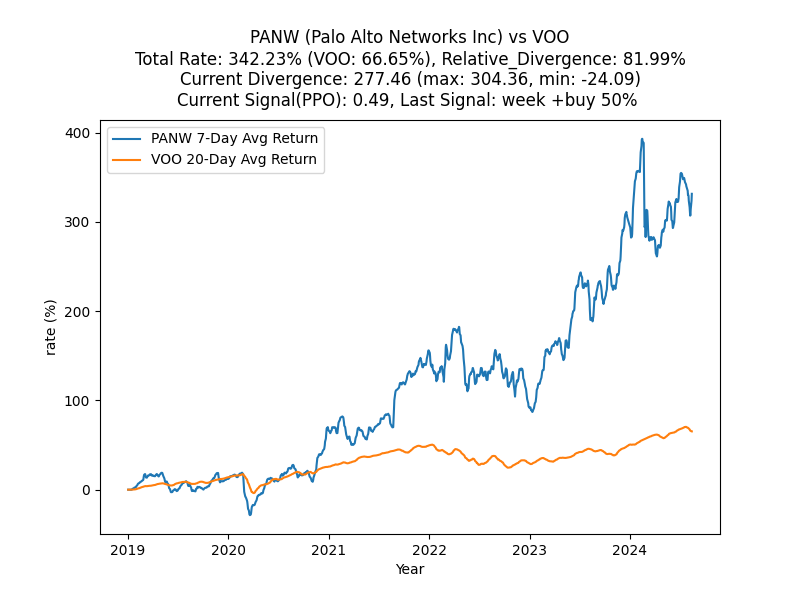 PANW (Palo Alto Networks Inc) vs VOO
Total Rate: 342.23% (VOO: 66.65%), Relative_Divergence: 81.99%
Current Divergence: 277.46 (max: 304.36, min: -24.09)
Current Signal(PPO): 0.49, Last Signal: week +buy 50%
PANW 7-Day Avg Return
VOO 20-Day Avg Return
rate (%)
400
300
200
100
0
2019 2020 2021 2022 2023 2024
Year